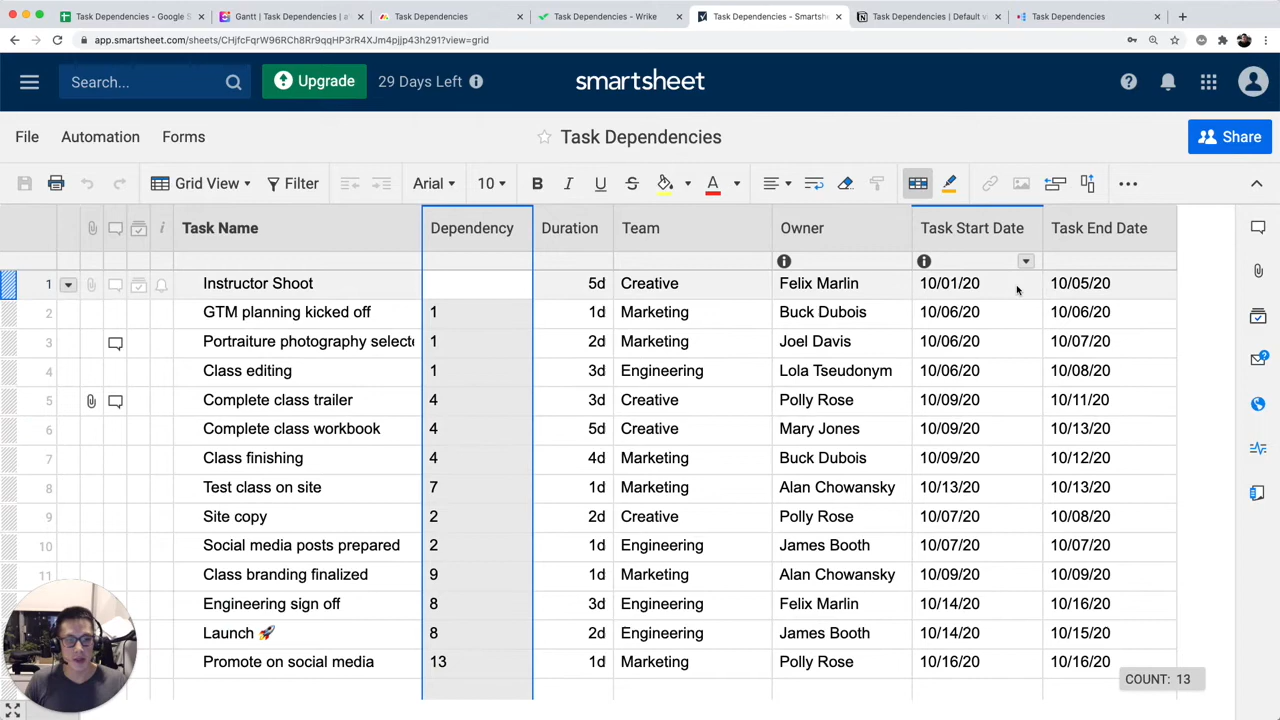 Task Dependencies - Google S
Gantt | Task Dependencies | a
Task Dependencies
Task Dependencies - Wrike
Task Dependencies - Smartshe
Task Dependencies | Default v
Task Dependencies
app.smartsheet.com/sheets/CHjfcFqrW96RCh8Rr9qqHP3rR4XJm4pjjp43h291?view=grid
Search...
Upgrade
29 Days Left
smartsheet
File
Automation
Forms
Task Dependencies
Share
Grid View
Filter
Arial
10
B
I
U
S
A
Task Name Dependency Duration Team Owner Task Start Date Task End Date
1 Instructor Shoot 5d Creative Felix Marlin 10/01/20 10/05/20
2 GTM planning kicked off 1 1d Marketing Buck Dubois 10/06/20 10/06/20
3 Portraiture photography selecte 1 2d Marketing Joel Davis 10/06/20 10/07/20
4 Class editing 1 3d Engineering Lola Tseudonym 10/06/20 10/08/20
5 Complete class trailer 4 3d Creative Polly Rose 10/09/20 10/11/20
6 Complete class workbook 4 5d Creative Mary Jones 10/09/20 10/13/20
7 Class finishing 4 4d Marketing Buck Dubois 10/09/20 10/12/20
8 Test class on site 7 1d Marketing Alan Chowansky 10/13/20 10/13/20
9 Site copy 2 2d Creative Polly Rose 10/07/20 10/08/20
10 Social media posts prepared 2 1d Engineering James Booth 10/07/20 10/07/20
11 Class branding finalized 9 1d Marketing Alan Chowansky 10/09/20 10/09/20
Engineering sign off 8 3d Engineering Felix Marlin 10/14/20 10/16/20
Launch 🚀 8 2d Engineering James Booth 10/14/20 10/15/20
Promote on social media 13 1d Marketing Polly Rose 10/16/20 10/16/20
COUNT: 13